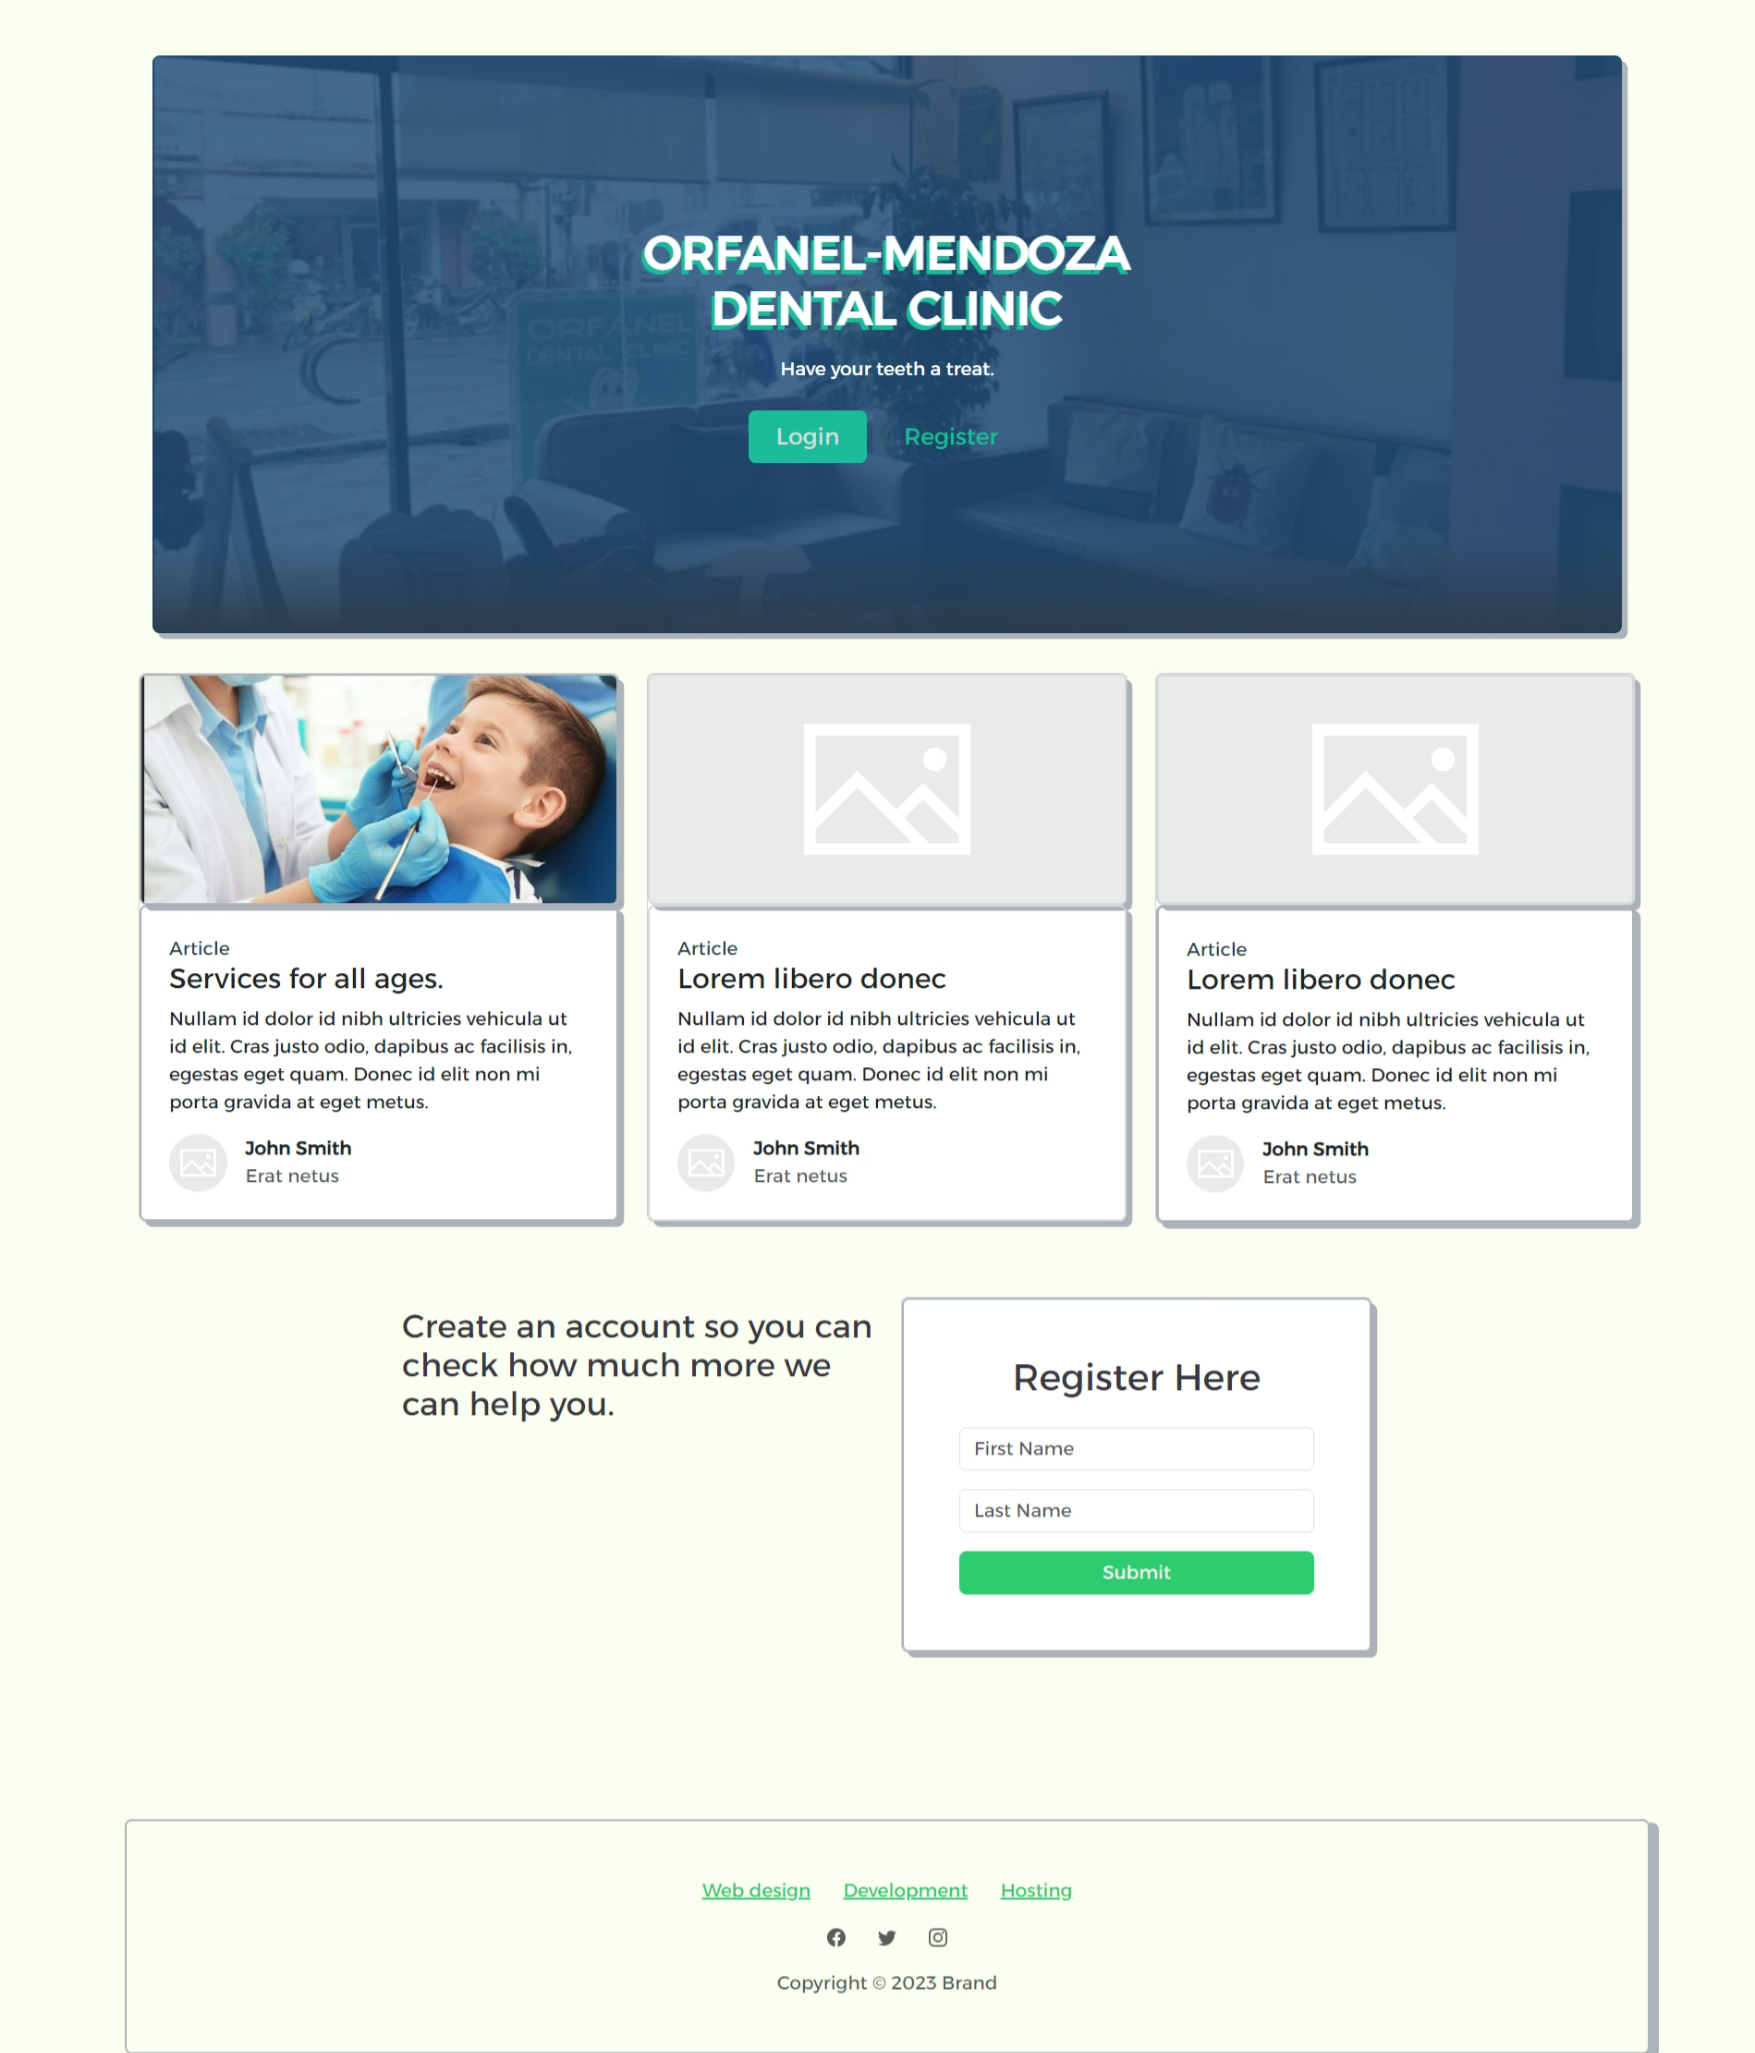 ORFANEL-MENDOZA
DENTAL CLINIC
ORFANEL
DENTAL CLINIC
Have your teeth a treat.
Login
Register
Article
Services for all ages.
Nullam id dolor id nibh ultricies vehicula ut
id elit. Cras justo odio, dapibus ac facilisis in,
egestas eget quam. Donec id elit non mi
porta gravida at eget metus.
John Smith
Erat netus
Article
Lorem libero donec
Nullam id dolor id nibh ultricies vehicula ut
id elit. Cras justo odio, dapibus ac facilisis in,
egestas eget quam. Donec id elit non mi
porta gravida at eget metus.
John Smith
Erat netus
Article
Lorem libero donec
Nullam id dolor id nibh ultricies vehicula ut
id elit. Cras justo odio, dapibus ac facilisis in,
egestas eget quam. Donec id elit non mi
porta gravida at eget metus.
John Smith
Erat netus
Create an account so you can
check how much more we
can help you.
Register Here
First Name
Last Name
Submit
Web design Development Hosting
Copyright © 2023 Brand